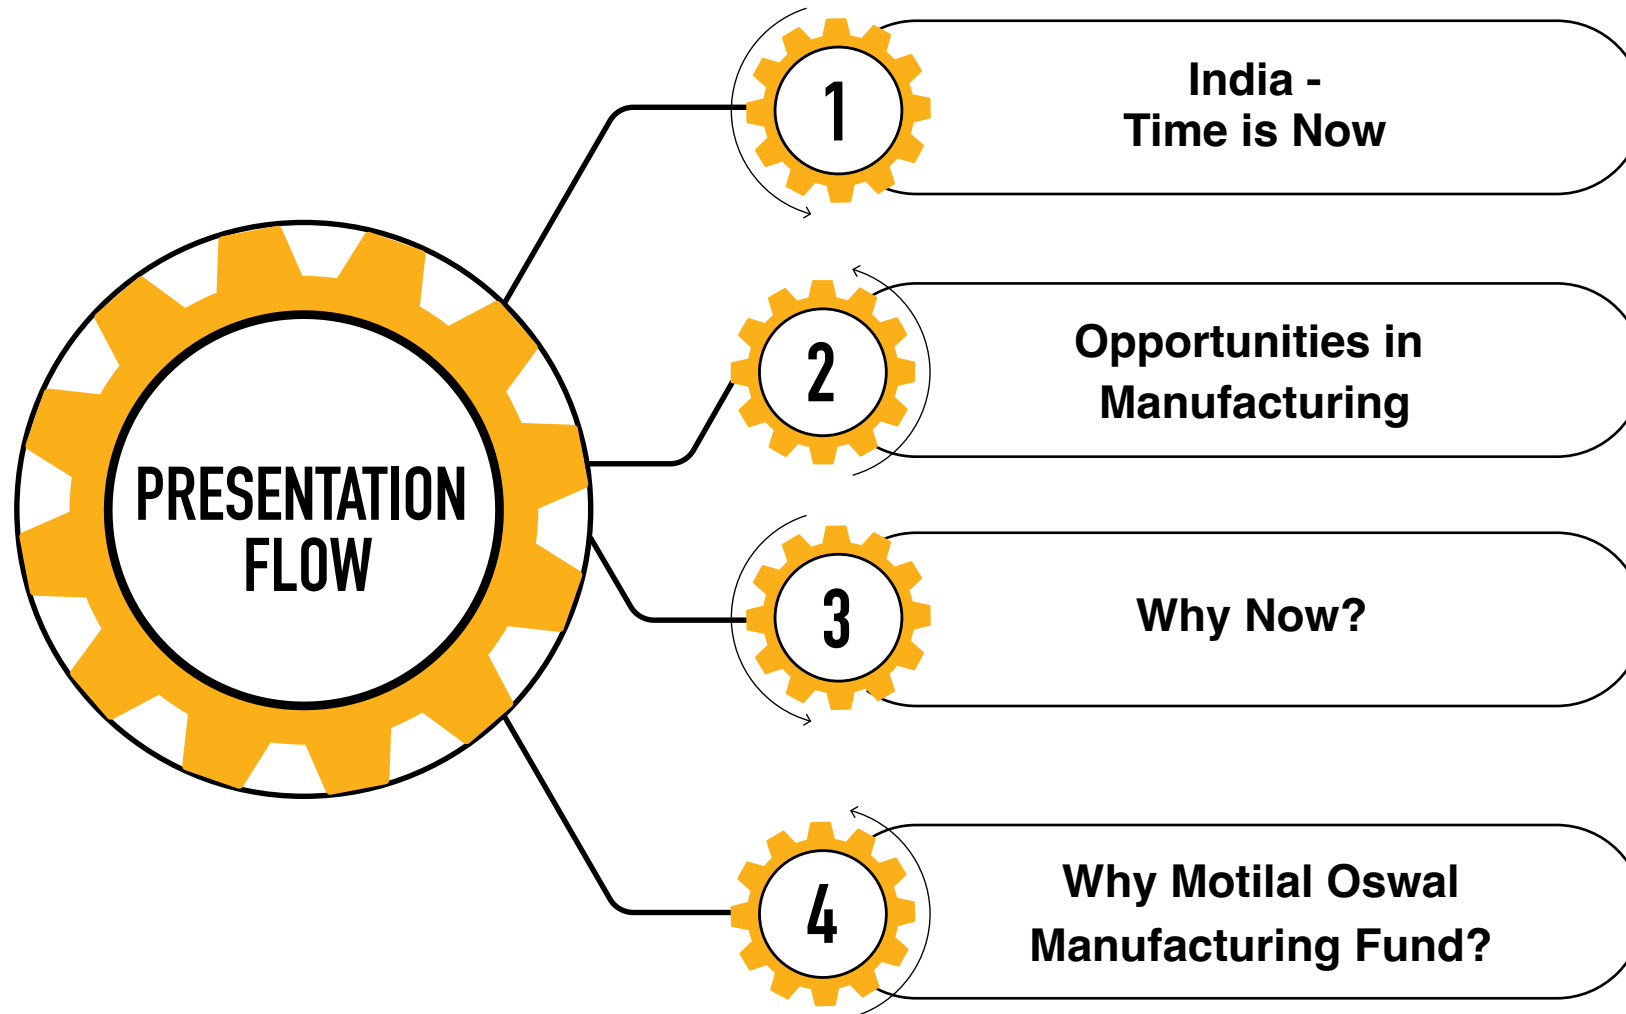 PRESENTATION
FLOW
1
India -
Time is Now
2
Opportunities in
Manufacturing
3
Why Now?
4
Why Motilal Oswal
Manufacturing Fund?